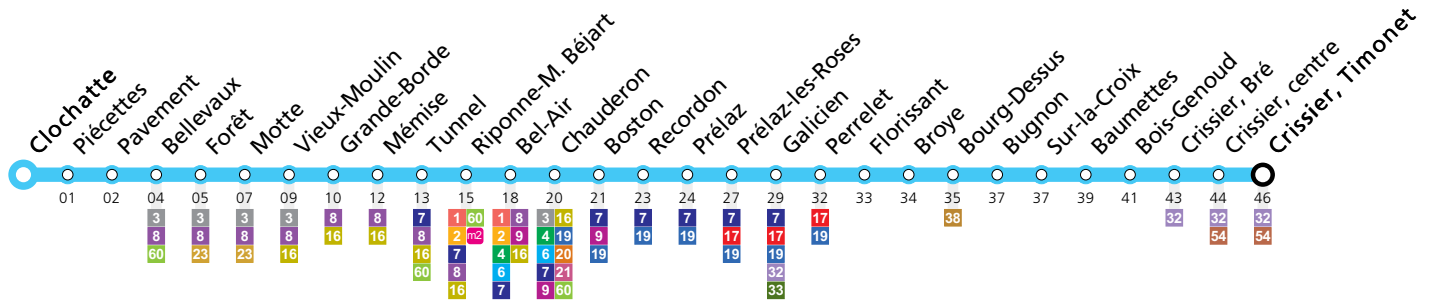 Clochatte
Piécettes
Pavement
Bellevaux
Forêt
Motte
Vieux-Moulin
Grande-Borde
Mémise
Tunnel
Riponne-M. Béjart
Bel-Air
Chauderon
Boston
Recordon
Prélaz
Prélaz-les-Roses
Galicien
Perrelet
Florissant
Broye
Bourg-Dessus
Bugnon
Sur-la-Croix
Baumettes
Bois-Genoud
Crissier, Bré
Crissier, centre
Crissier, Timonet
01 02 04 05 07 09 10 12 13 15 18 20 21 23 24 27 29 32 33 34 35 37 37 39 41 43 44 46
3 3 3 3 8 8 7 1 60 1 8 3 16 7 7 7 7 7 17 38 32 32 32
8 8 8 8 16 16 8 2 m2 2 9 4 19 9 19 19 17 17 19 54 54
60 23 23 16 16 7 4 16 6 20 19 19 19
60 8 6 7 21 32
16 7 9 60 33